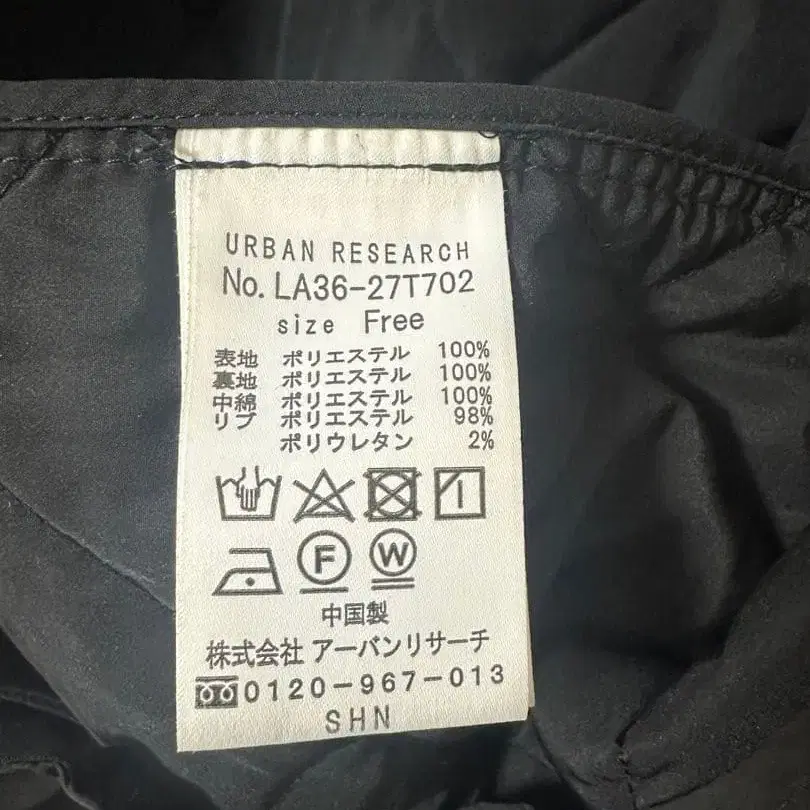 URBAN RESEARCH
No. LA36-27T702
size Free
表地 ポリエステル 100%
裏地 ポリエステル 100%
中綿 ポリエステル 100%
リブ ポリエステル 98%
ポリウレタン 2%
F W
中国製
株式会社 アーバンリサーチ
0120-967-013
SHN